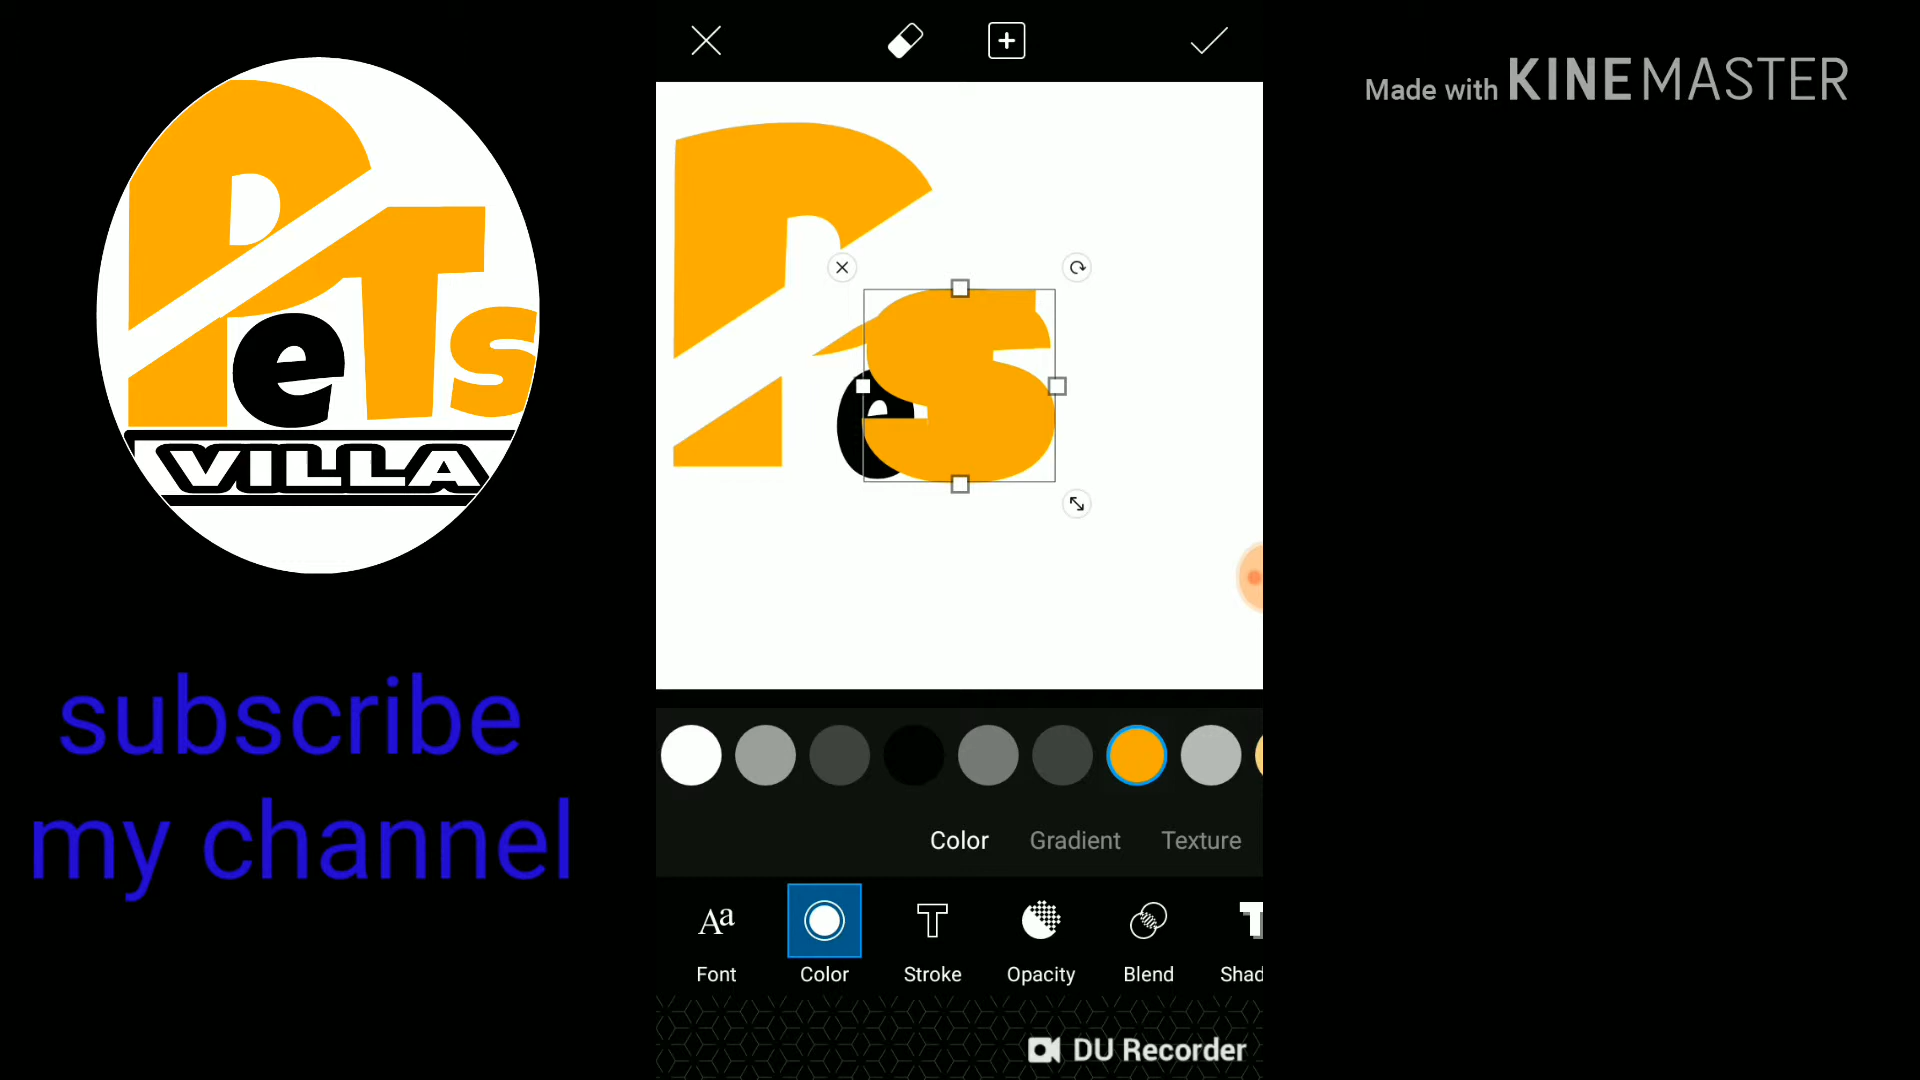 Made with KINEMASTER
PeTs
VILLA
P
e
s
subscribe
my channel
Color Gradient Texture
Aa T T
Font Color Stroke Opacity Blend Shad
DU Recorder